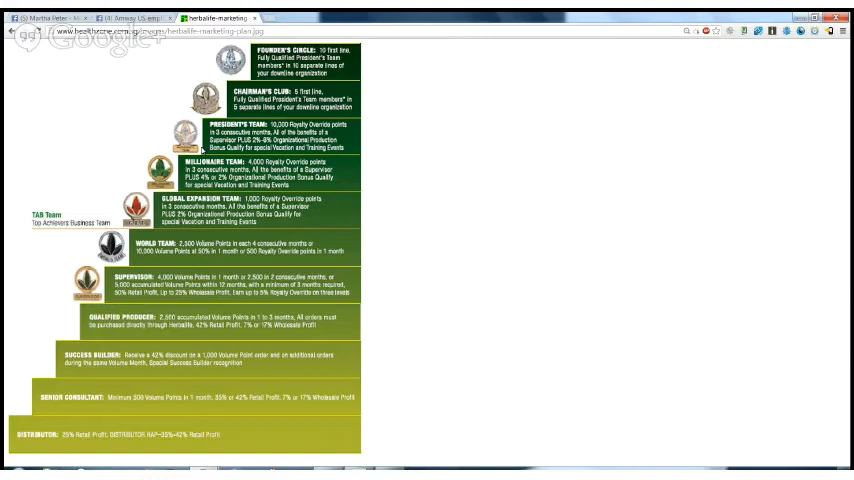 (5) Martha Peter - M
(4) Amway US empl
herbalife-marketing-
www.healthzone.com.jg/images/herbalife-marketing-plan.jpg
Google+
FOUNDER'S CIRCLE: 10 first line,
Fully Qualified President's Team
members* in 10 separate lines of
your downline organization
CHAIRMAN'S CLUB: 5 first line,
Fully Qualified President's Team members* in
5 separate lines of your downline organization
PRESIDENT'S TEAM: 10,000 Royalty Override points
in 3 consecutive months, All of the benefits of a
Supervisor PLUS 2%-6% Organizational Production
Bonus Qualify for special Vacation and Training Events
MILLIONAIRE TEAM: 4,000 Royalty Override points
in 3 consecutive months, All the benefits of a Supervisor
PLUS 4% or 2% Organizational Production Bonus Qualify
for special Vacation and Training Events
GLOBAL EXPANSION TEAM: 1,000 Royalty Override points
in 3 consecutive months, All the benefits of a Supervisor
PLUS 2% Organizational Production Bonus Qualify for
special Vacation and Training Events
TAB Team
Top Achievers Business Team
WORLD TEAM: 2,500 Volume Points in each 4 consecutive months or
10,000 Volume Points at 50% in 1 month or 500 Royalty Override points in 1 month
SUPERVISOR: 4,000 Volume Points in 1 month or 2,500 in 2 consecutive months, or
5,000 accumulated Volume Points within 12 months, with a minimum of 3 months required,
50% Retail Profit, Up to 25% Wholesale Profit, Earn up to 5% Royalty Override on three levels
QUALIFIED PRODUCER: 2,500 accumulated Volume Points in 1 to 3 months, All orders must
be purchased directly through Herbalife, 42% Retail Profit, 7% or 17% Wholesale Profit
SUCCESS BUILDER: Receive a 42% discount on a 1,000 Volume Point order and on additional orders
during the same Volume Month, Special Success Builder recognition
SENIOR CONSULTANT: Minimum 500 Volume Points in 1 month, 35% or 42% Retail Profit, 7% or 17% Wholesale Profit
DISTRIBUTOR: 25% Retail Profit, DISTRIBUTOR HAP-35%-42% Retail Profit